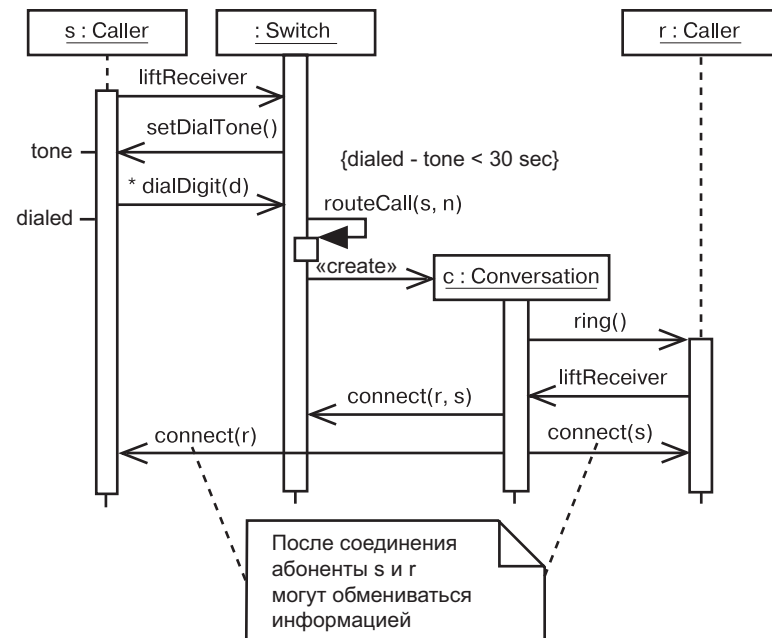 s : Caller
: Switch
r : Caller
liftReceiver
setDialTone()
tone
{dialed - tone < 30 sec}
* dialDigit(d)
dialed
routeCall(s, n)
«create»
c : Conversation
ring()
liftReceiver
connect(r, s)
connect(r)
connect(s)
После соединения
абоненты s и r
могут обмениваться
информацией